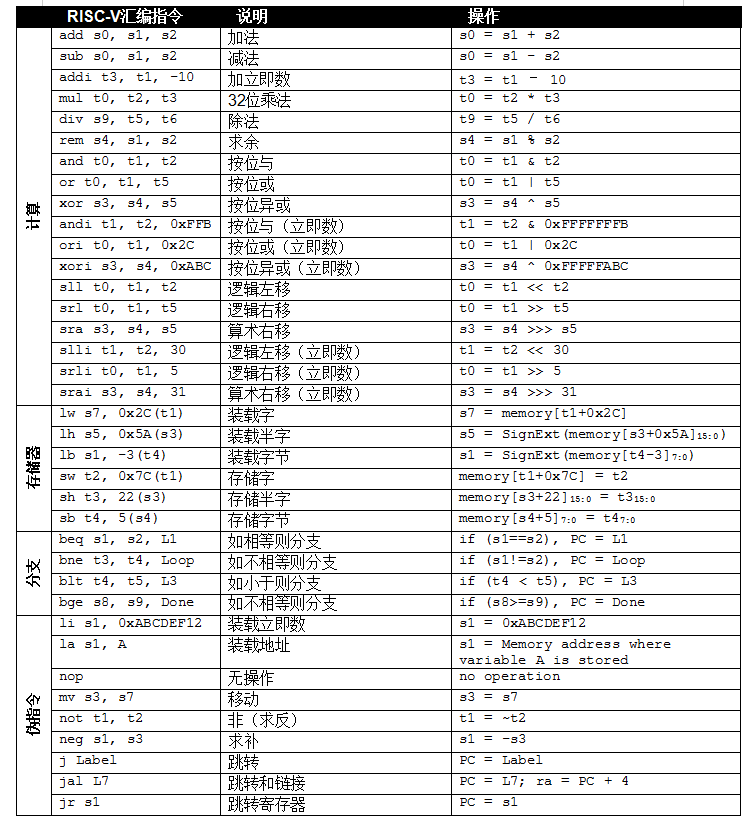 RISC-V汇编指令 说明 操作
计算
add s0, s1, s2 加法 s0 = s1 + s2
sub s0, s1, s2 减法 s0 = s1 - s2
addi t3, t1, -10 加立即数 t3 = t1 - 10
mul t0, t2, t3 32位乘法 t0 = t2 * t3
div s9, t5, t6 除法 t9 = t5 / t6
rem s4, s1, s2 求余 s4 = s1 % s2
and t0, t1, t2 按位与 t0 = t1 & t2
or t0, t1, t5 按位或 t0 = t1 | t5
xor s3, s4, s5 按位异或 s3 = s4 ^ s5
andi t1, t2, 0xFFB 按位与（立即数） t1 = t2 & 0xFFFFFFFB
ori t0, t1, 0x2C 按位或（立即数） t0 = t1 | 0x2C
xori s3, s4, 0xABC 按位异或（立即数） s3 = s4 ^ 0xFFFFFABC
sll t0, t1, t2 逻辑左移 t0 = t1 << t2
srl t0, t1, t5 逻辑右移 t0 = t1 >> t5
sra s3, s4, s5 算术右移 s3 = s4 >>> s5
slli t1, t2, 30 逻辑左移（立即数） t1 = t2 << 30
srli t0, t1, 5 逻辑右移（立即数） t0 = t1 >> 5
srai s3, s4, 31 算术右移（立即数） s3 = s4 >>> 31
存储器
lw s7, 0x2C(t1) 装载字 s7 = memory[t1+0x2C]
lh s5, 0x5A(s3) 装载半字 s5 = SignExt(memory[s3+0x5A]15:0)
lb s1, -3(t4) 装载字节 s1 = SignExt(memory[t4-3]7:0)
sw t2, 0x7C(t1) 存储字 memory[t1+0x7C] = t2
sh t3, 22(s3) 存储半字 memory[s3+22]15:0 = t315:0
sb t4, 5(s4) 存储字节 memory[s4+5]7:0 = t47:0
分支
beq s1, s2, L1 如相等则分支 if (s1==s2), PC = L1
bne t3, t4, Loop 如不相等则分支 if (s1!=s2), PC = Loop
blt t4, t5, L3 如小于则分支 if (t4 < t5), PC = L3
bge s8, s9, Done 如不相等则分支 if (s8>=s9), PC = Done
伪指令
li s1, 0xABCDEF12 装载立即数 s1 = 0xABCDEF12
la s1, A 装载地址 s1 = Memory address where
variable A is stored
nop 无操作 no operation
mv s3, s7 移动 s3 = s7
not t1, t2 非（求反） t1 = ~t2
neg s1, s3 求补 s1 = -s3
j Label 跳转 PC = Label
jal L7 跳转和链接 PC = L7; ra = PC + 4
jr s1 跳转寄存器 PC = s1